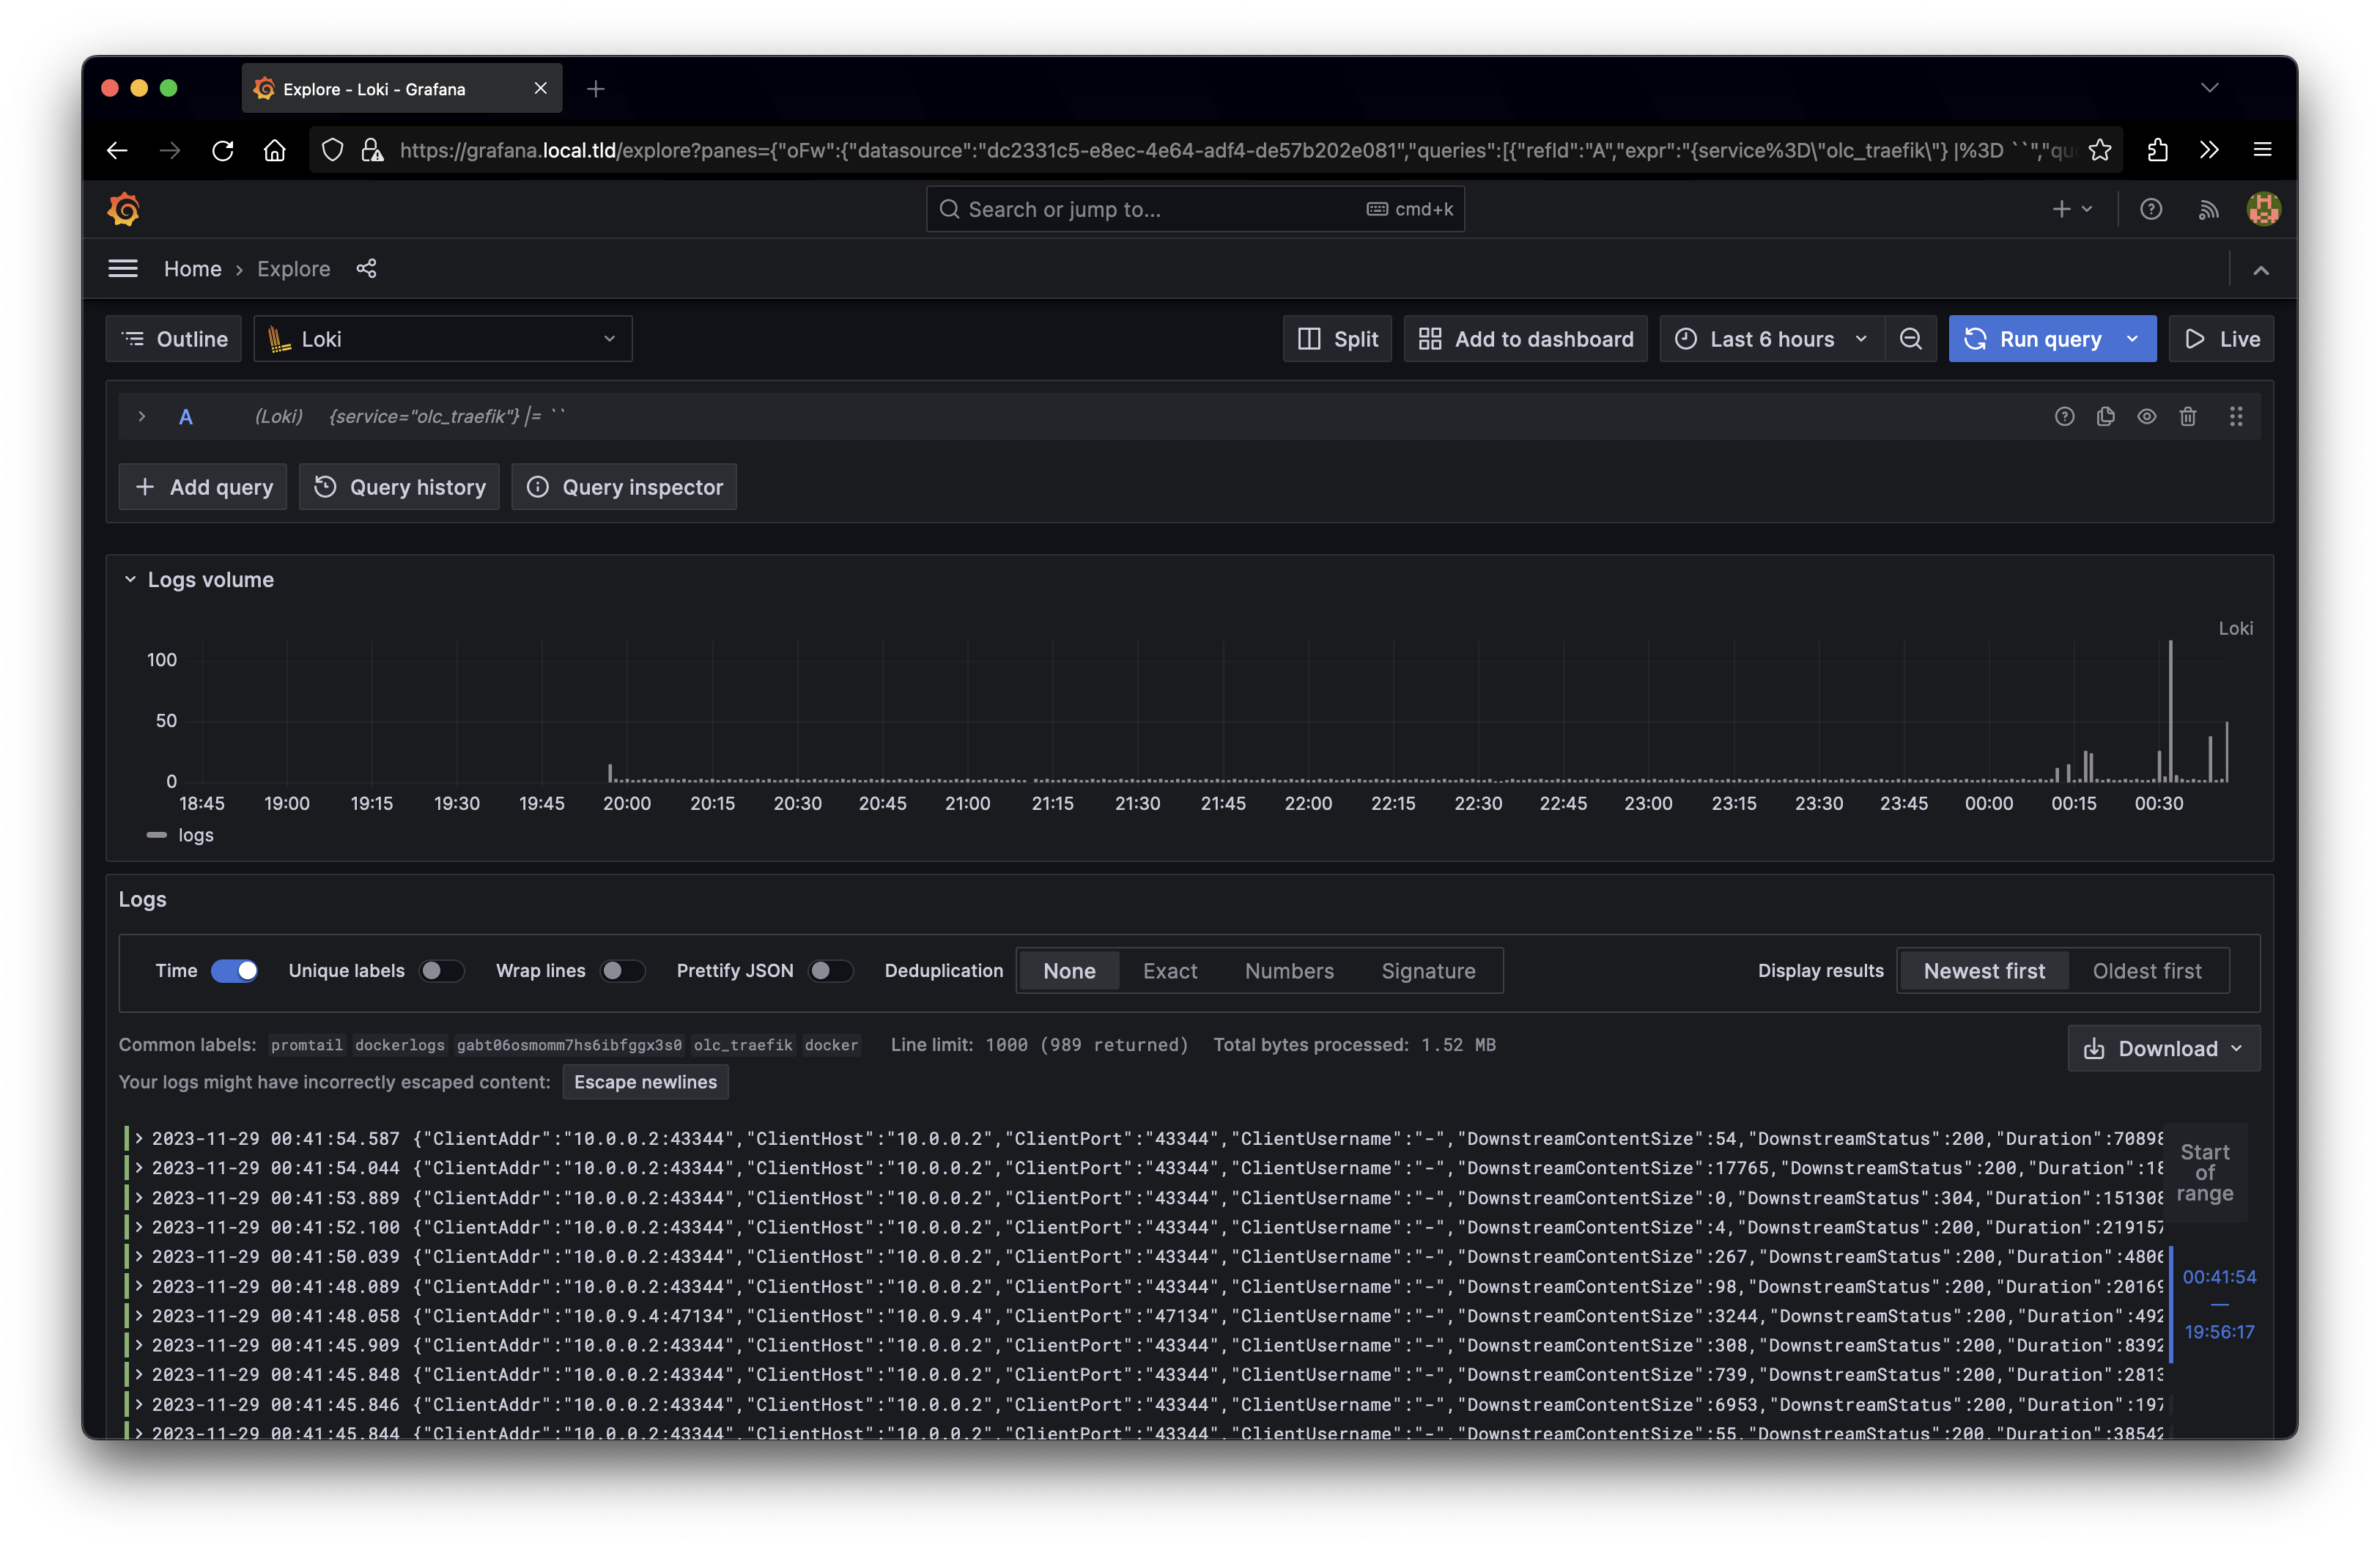 Explore - Loki - Grafana
https://grafana.local.tld/explore?panes={"oFw":{"datasource":"dc2331c5-e8ec-4e64-adf4-de57b202e081","queries":[{"refId":"A","expr":"{service%3D\"olc_traefik\"} |%3D ``","qu
Search or jump to... cmd+k
Home › Explore
Outline Loki Split Add to dashboard Last 6 hours Run query Live
A (Loki) {service="olc_traefik"} |= ``
Add query Query history Query inspector
Logs volume
Loki
100
50
0
18:45 19:00 19:15 19:30 19:45 20:00 20:15 20:30 20:45 21:00 21:15 21:30 21:45 22:00 22:15 22:30 22:45 23:00 23:15 23:30 23:45 00:00 00:15 00:30
logs
Logs
Time Unique labels Wrap lines Prettify JSON Deduplication None Exact Numbers Signature Display results Newest first Oldest first
Common labels: promtail dockerlogs gabt06osmomm7hs6ibfggx3s0 olc_traefik docker Line limit: 1000 (989 returned) Total bytes processed: 1.52 MB
Download
Your logs might have incorrectly escaped content: Escape newlines
2023-11-29 00:41:54.587 {"ClientAddr":"10.0.0.2:43344","ClientHost":"10.0.0.2","ClientPort":"43344","ClientUsername":"-","DownstreamContentSize":54,"DownstreamStatus":200,"Duration":70898
2023-11-29 00:41:54.044 {"ClientAddr":"10.0.0.2:43344","ClientHost":"10.0.0.2","ClientPort":"43344","ClientUsername":"-","DownstreamContentSize":17765,"DownstreamStatus":200,"Duration":18
2023-11-29 00:41:53.889 {"ClientAddr":"10.0.0.2:43344","ClientHost":"10.0.0.2","ClientPort":"43344","ClientUsername":"-","DownstreamContentSize":0,"DownstreamStatus":304,"Duration":151308
2023-11-29 00:41:52.100 {"ClientAddr":"10.0.0.2:43344","ClientHost":"10.0.0.2","ClientPort":"43344","ClientUsername":"-","DownstreamContentSize":4,"DownstreamStatus":200,"Duration":219157
2023-11-29 00:41:50.039 {"ClientAddr":"10.0.0.2:43344","ClientHost":"10.0.0.2","ClientPort":"43344","ClientUsername":"-","DownstreamContentSize":267,"DownstreamStatus":200,"Duration":4806
2023-11-29 00:41:48.089 {"ClientAddr":"10.0.0.2:43344","ClientHost":"10.0.0.2","ClientPort":"43344","ClientUsername":"-","DownstreamContentSize":98,"DownstreamStatus":200,"Duration":20169
2023-11-29 00:41:48.058 {"ClientAddr":"10.0.9.4:47134","ClientHost":"10.0.9.4","ClientPort":"47134","ClientUsername":"-","DownstreamContentSize":3244,"DownstreamStatus":200,"Duration":492
2023-11-29 00:41:45.909 {"ClientAddr":"10.0.0.2:43344","ClientHost":"10.0.0.2","ClientPort":"43344","ClientUsername":"-","DownstreamContentSize":308,"DownstreamStatus":200,"Duration":8392
2023-11-29 00:41:45.848 {"ClientAddr":"10.0.0.2:43344","ClientHost":"10.0.0.2","ClientPort":"43344","ClientUsername":"-","DownstreamContentSize":739,"DownstreamStatus":200,"Duration":2813
2023-11-29 00:41:45.846 {"ClientAddr":"10.0.0.2:43344","ClientHost":"10.0.0.2","ClientPort":"43344","ClientUsername":"-","DownstreamContentSize":6953,"DownstreamStatus":200,"Duration":197
2023-11-29 00:41:45.844 {"ClientAddr":"10.0.0.2:43344","ClientHost":"10.0.0.2","ClientPort":"43344","ClientUsername":"-","DownstreamContentSize":55,"DownstreamStatus":200,"Duration":38542
Start
of
range
00:41:54
—
19:56:17